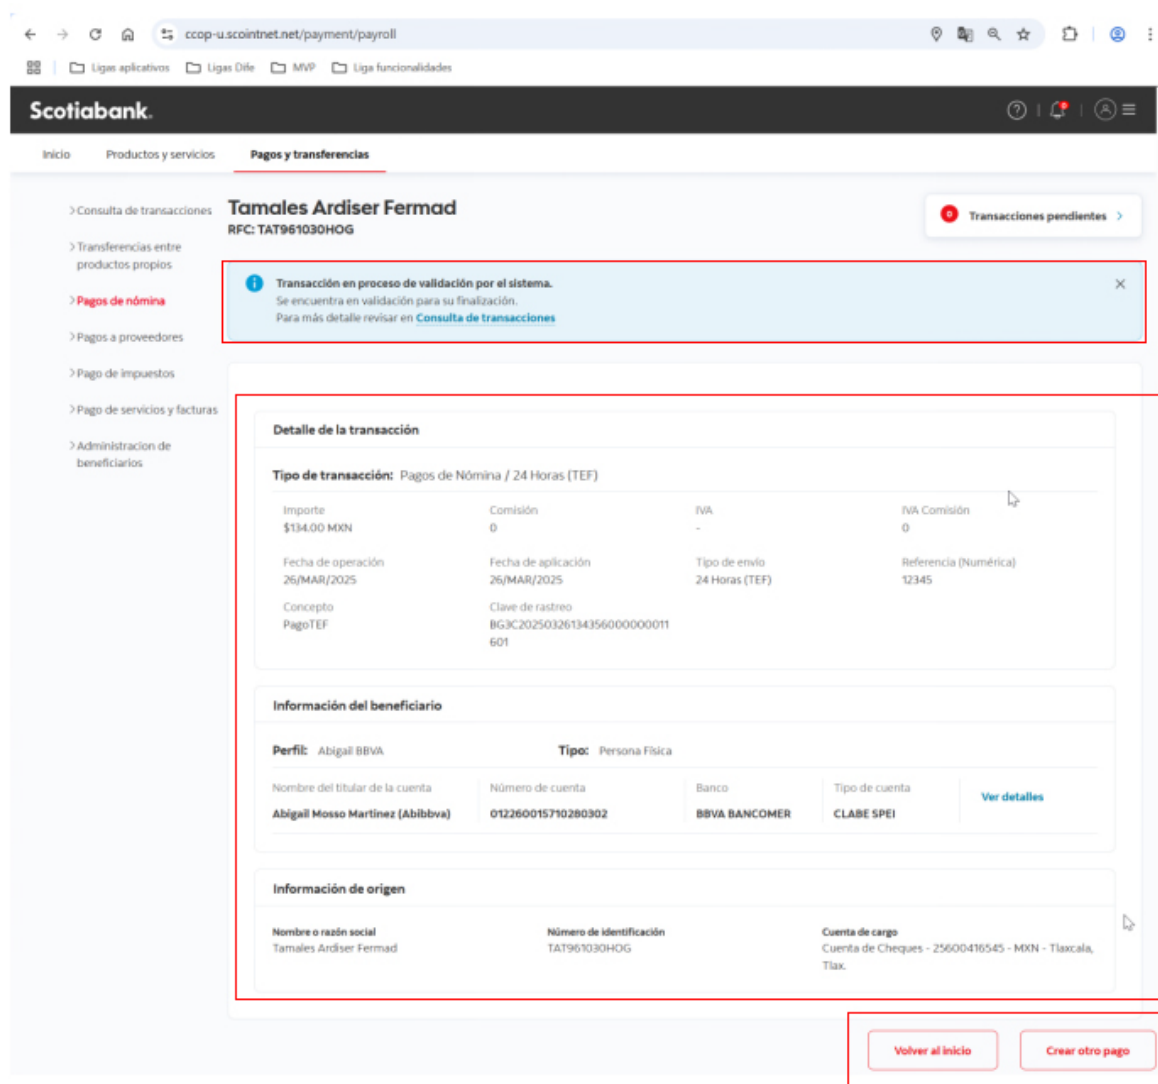 ccop-u.scointnet.net/payment/payroll
Ligas aplicativos Ligas Dife MVP Liga funcionalidades
Scotiabank.
Inicio Productos y servicios Pagos y transferencias
Consulta de transacciones
Transferencias entre
productos propios
Pagos de nómina
Pagos a proveedores
Pago de impuestos
Pago de servicios y facturas
Administracion de
beneficiarios
Tamales Ardiser Fermad
RFC: TAT961030HOG
0 Transacciones pendientes
Transacción en proceso de validación por el sistema.
Se encuentra en validación para su finalización.
Para más detalle revisar en Consulta de transacciones
Detalle de la transacción
Tipo de transacción: Pagos de Nómina / 24 Horas (TEF)
Importe Comisión IVA IVA Comisión
$134.00 MXN 0 - 0
Fecha de operación Fecha de aplicación Tipo de envío Referencia (Numérica)
26/MAR/2025 26/MAR/2025 24 Horas (TEF) 12345
Concepto Clave de rastreo
PagoTEF BG3C20250326134356000000011
601
Información del beneficiario
Perfil: Abigail BBVA Tipo: Persona Física
Nombre del titular de la cuenta Número de cuenta Banco Tipo de cuenta
Abigail Mosso Martinez (Abibbva) 012260015710280302 BBVA BANCOMER CLABE SPEI Ver detalles
Información de origen
Nombre o razón social Número de identificación Cuenta de cargo
Tamales Ardiser Fermad TAT961030HOG Cuenta de Cheques - 25600416545 - MXN - Tlaxcala,
Tlax.
Volver al inicio Crear otro pago